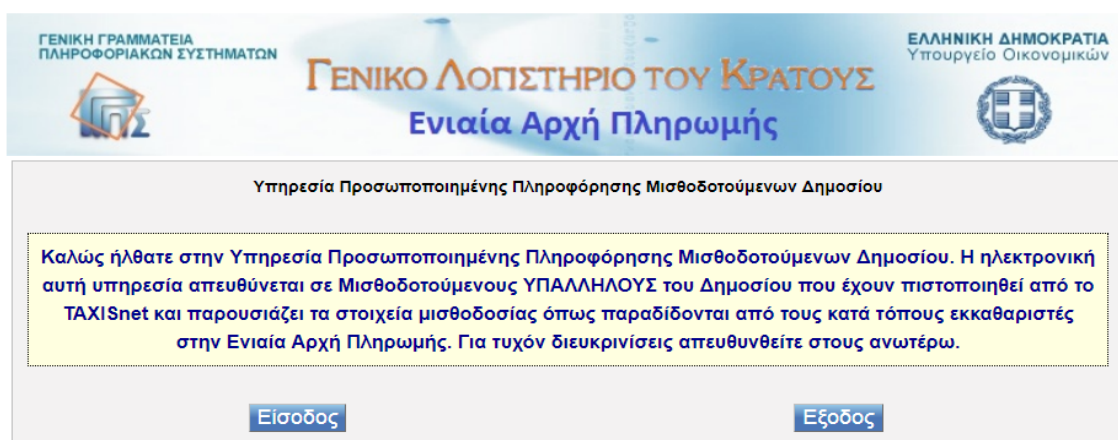 ΓΕΝΙΚΗ ΓΡΑΜΜΑΤΕΙΑ
ΠΛΗΡΟΦΟΡΙΑΚΩΝ ΣΥΣΤΗΜΑΤΩΝ
ΓΕΝΙΚΟ ΛΟΓΙΣΤΗΡΙΟ ΤΟΥ ΚΡΑΤΟΥΣ
Ενιαία Αρχή Πληρωμής
ΕΛΛΗΝΙΚΗ ΔΗΜΟΚΡΑΤΙΑ
Υπουργείο Οικονομικών
Υπηρεσία Προσωποποιημένης Πληροφόρησης Μισθοδοτούμενων Δημοσίου
Καλώς ήλθατε στην Υπηρεσία Προσωποποιημένης Πληροφόρησης Μισθοδοτούμενων Δημοσίου. Η ηλεκτρονική
αυτή υπηρεσία απευθύνεται σε Μισθοδοτούμενους ΥΠΑΛΛΗΛΟΥΣ του Δημοσίου που έχουν πιστοποιηθεί από το
TAXISnet και παρουσιάζει τα στοιχεία μισθοδοσίας όπως παραδίδονται από τους κατά τόπους εκκαθαριστές
στην Ενιαία Αρχή Πληρωμής. Για τυχόν διευκρινίσεις απευθυνθείτε στους ανωτέρω.
Είσοδος
Εξοδος